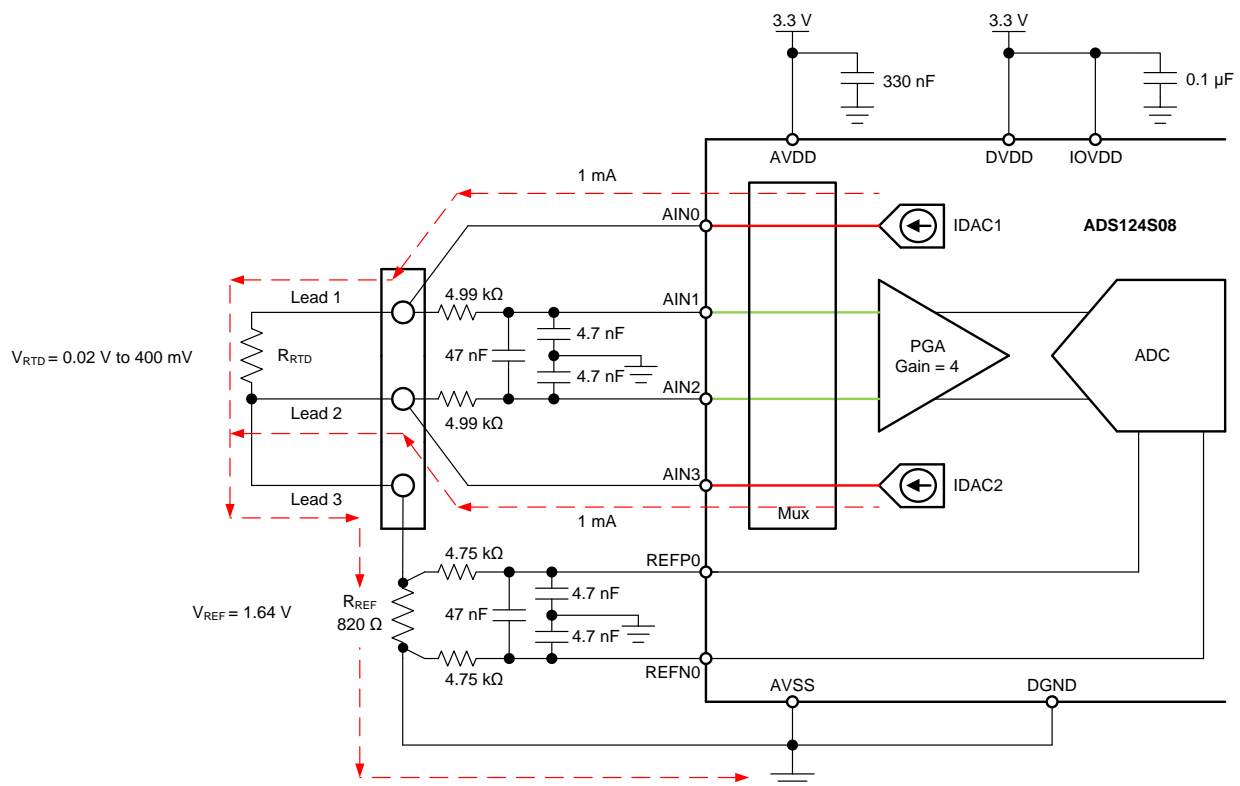 3.3 V
3.3 V
330 nF
0.1 µF
AVDD
DVDD
IOVDD
1 mA
AIN0
IDAC1
ADS124S08
Lead 1
4.99 kΩ
AIN1
VRTD = 0.02 V to 400 mV
RRTD
47 nF
4.7 nF
4.7 nF
PGA
Gain = 4
ADC
Lead 2
4.99 kΩ
AIN2
Lead 3
AIN3
IDAC2
1 mA
Mux
4.75 kΩ
REFP0
VREF = 1.64 V
RREF
820 Ω
47 nF
4.7 nF
4.7 nF
4.75 kΩ
REFN0
AVSS
DGND